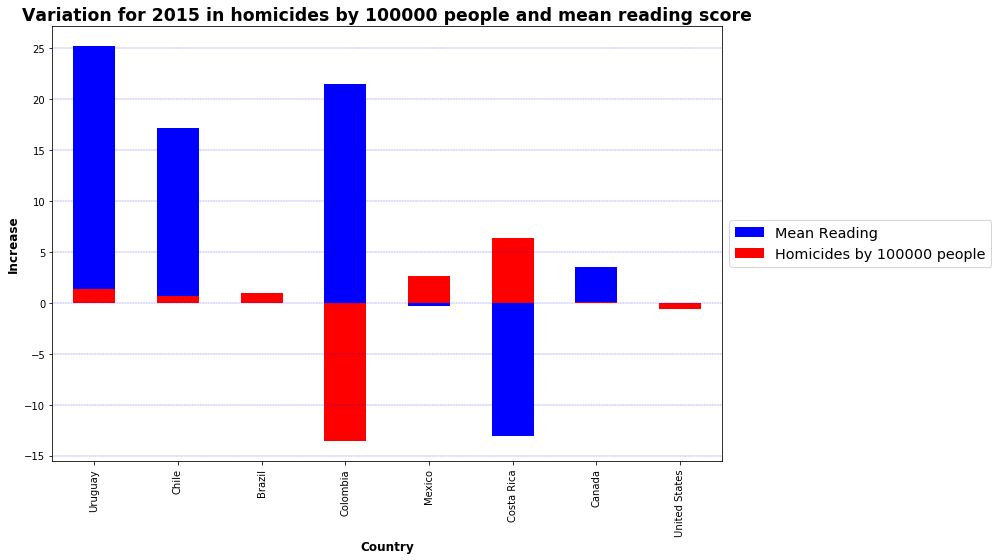 Variation for 2015 in homicides by 100000 people and mean reading score
25
20
15
10
5
0
−5
−10
−15
Increase
Uruguay
Chile
Brazil
Colombia
Mexico
Costa Rica
Canada
United States
Country
Mean Reading
Homicides by 100000 people